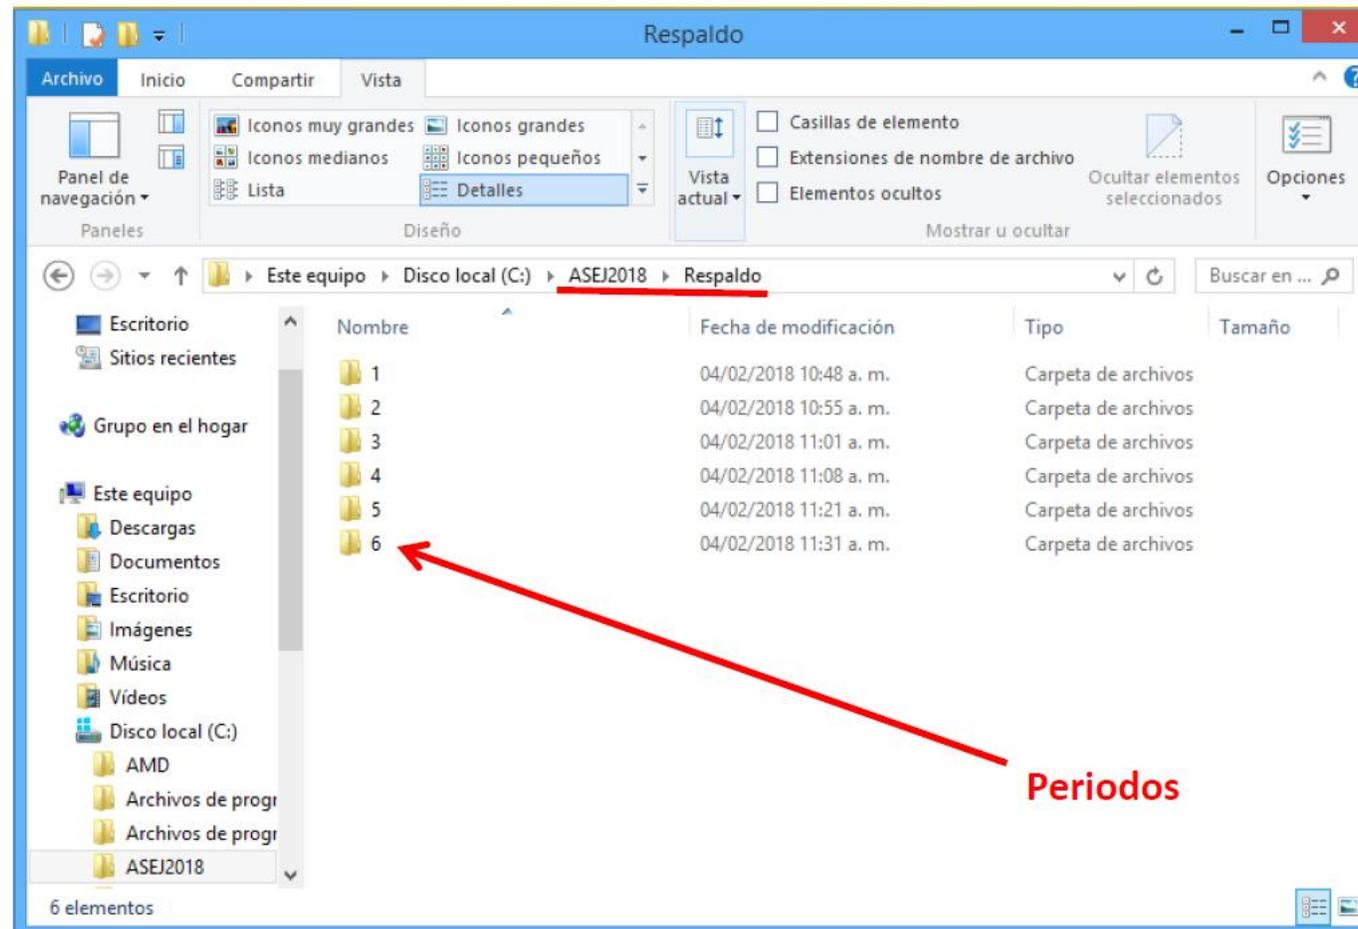 Respaldo
Archivo Inicio Compartir Vista
Panel de navegación
Iconos muy grandes Iconos grandes
Iconos medianos Iconos pequeños
Lista Detalles
Vista actual
Casillas de elemento
Extensiones de nombre de archivo
Elementos ocultos
Ocultar elementos seleccionados
Opciones
Paneles Diseño Mostrar u ocultar
Este equipo Disco local (C:) ASEJ2018 Respaldo Buscar en ...
Nombre Fecha de modificación Tipo Tamaño
1 04/02/2018 10:48 a. m. Carpeta de archivos
2 04/02/2018 10:55 a. m. Carpeta de archivos
3 04/02/2018 11:01 a. m. Carpeta de archivos
4 04/02/2018 11:08 a. m. Carpeta de archivos
5 04/02/2018 11:21 a. m. Carpeta de archivos
6 04/02/2018 11:31 a. m. Carpeta de archivos
Escritorio
Sitios recientes
Grupo en el hogar
Este equipo
Descargas
Documentos
Escritorio
Imágenes
Música
Vídeos
Disco local (C:)
AMD
Archivos de progr
Archivos de progr
ASEJ2018
Periodos
6 elementos